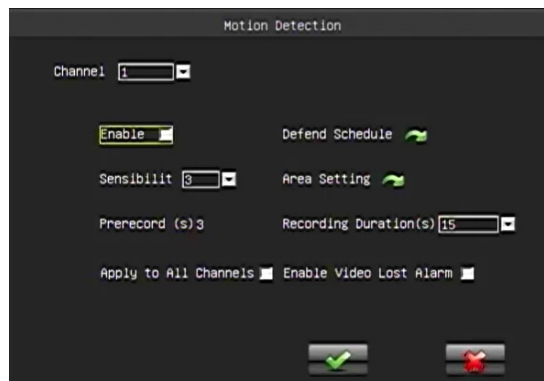 Motion Detection
Channel 1
Enable
Defend Schedule
Sensibilit 3
Area Setting
Prerecord (s) 3
Recording Duration(s) 15
Apply to All Channels
Enable Video Lost Alarm